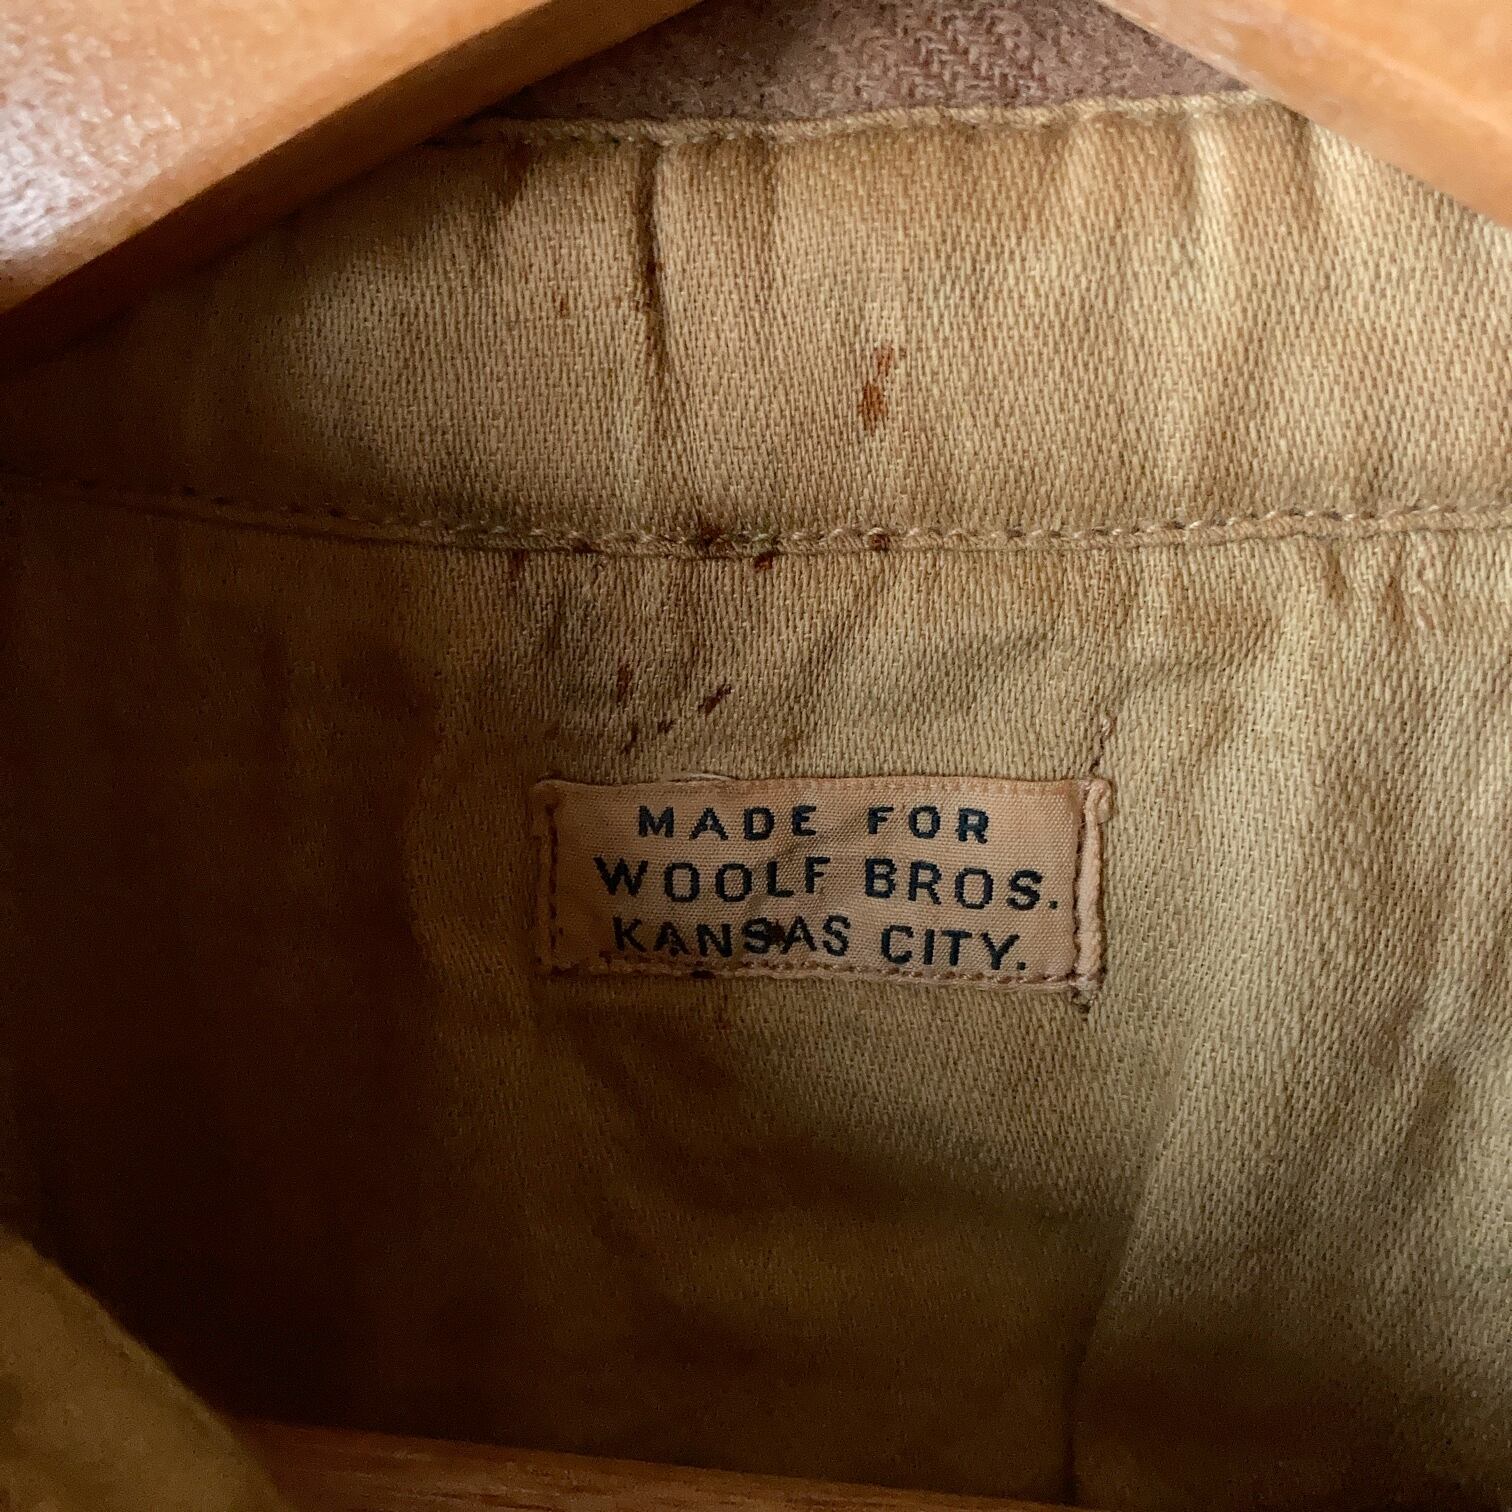 MADE FOR
WOOLF BROS.
KANSAS CITY.